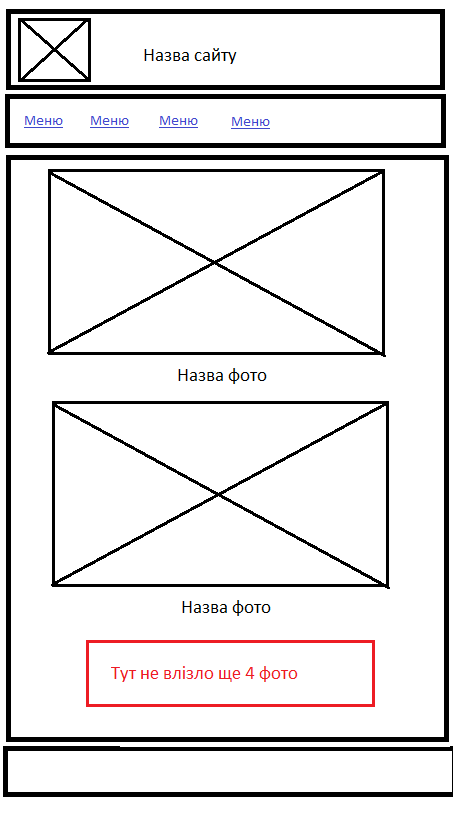 Назва сайту
Меню Меню Меню Меню
Назва фото
Назва фото
Тут не влізло ще 4 фото